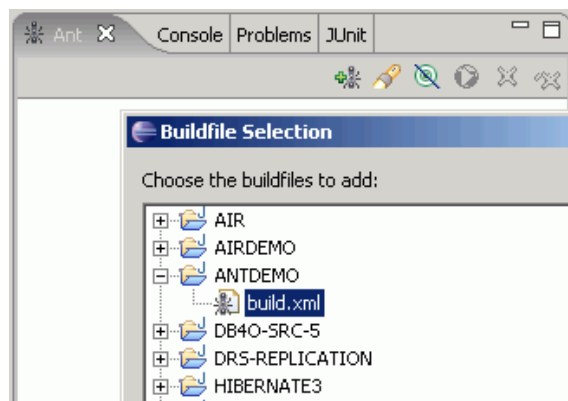 Ant Console Problems JUnit
Buildfile Selection
Choose the buildfiles to add:
AIR
AIRDEMO
ANTDEMO
build.xml
DB4O-SRC-5
DRS-REPLICATION
HIBERNATE3